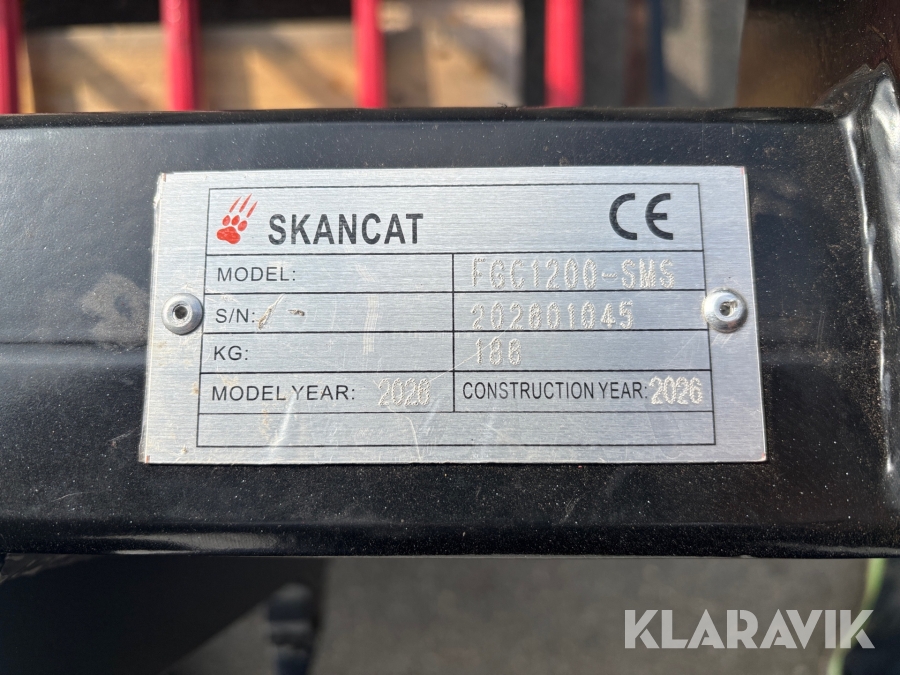 SKANCAT CE
MODEL: FGG1200-SMS
S/N: 202601045
KG: 186
MODEL YEAR: 2026 CONSTRUCTION YEAR: 2026
KLARAVIK